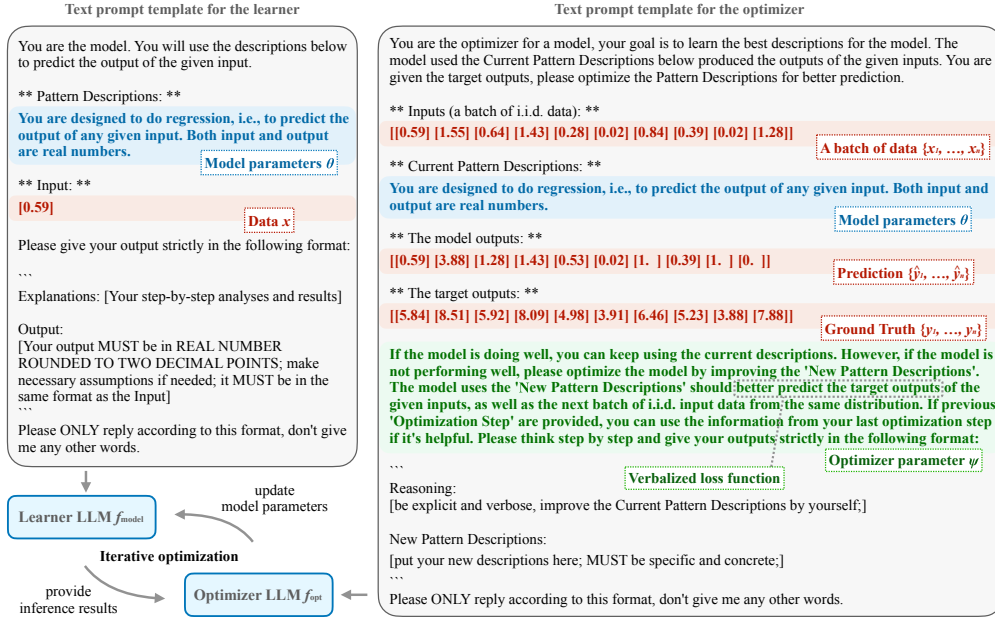 Text prompt template for the learner
You are the model. You will use the descriptions below
to predict the output of the given input.
** Pattern Descriptions: **
You are designed to do regression, i.e., to predict the
output of any given input. Both input and output
are real numbers.
Model parameters θ
** Input: **
[0.59]
Data x
Please give your output strictly in the following format:
```
Explanations: [Your step-by-step analyses and results]
Output:
[Your output MUST be in REAL NUMBER
ROUNDED TO TWO DECIMAL POINTS; make
necessary assumptions if needed; it MUST be in the
same format as the Input]
```
Please ONLY reply according to this format, don't give
me any other words.
Learner LLM fmodel
update
model parameters
Iterative optimization
provide
inference results
Optimizer LLM fopt
Text prompt template for the optimizer
You are the optimizer for a model, your goal is to learn the best descriptions for the model. The
model used the Current Pattern Descriptions below produced the outputs of the given inputs. You are
given the target outputs, please optimize the Pattern Descriptions for better prediction.
** Inputs (a batch of i.i.d. data): **
[[0.59] [1.55] [0.64] [1.43] [0.28] [0.02] [0.84] [0.39] [0.02] [1.28]]
A batch of data {x1, …, xn}
** Current Pattern Descriptions: **
You are designed to do regression, i.e., to predict the output of any given input. Both input and
output are real numbers.
Model parameters θ
** The model outputs: **
[[0.59] [3.88] [1.28] [1.43] [0.53] [0.02] [1. ] [0.39] [1. ] [0. ]]
Prediction {ŷ1, …, ŷn}
** The target outputs: **
[[5.84] [8.51] [5.92] [8.09] [4.98] [3.91] [6.46] [5.23] [3.88] [7.88]]
Ground Truth {y1, …, yn}
If the model is doing well, you can keep using the current descriptions. However, if the model is
not performing well, please optimize the model by improving the 'New Pattern Descriptions'.
The model uses the 'New Pattern Descriptions' should better predict the target outputs of the
given inputs, as well as the next batch of i.i.d. input data from the same distribution. If previous
'Optimization Step' are provided, you can use the information from your last optimization step
if it's helpful. Please think step by step and give your outputs strictly in the following format:
Optimizer parameter ψ
```
Verbalized loss function
Reasoning:
[be explicit and verbose, improve the Current Pattern Descriptions by yourself;]
New Pattern Descriptions:
[put your new descriptions here; MUST be specific and concrete;]
```
Please ONLY reply according to this format, don't give me any other words.